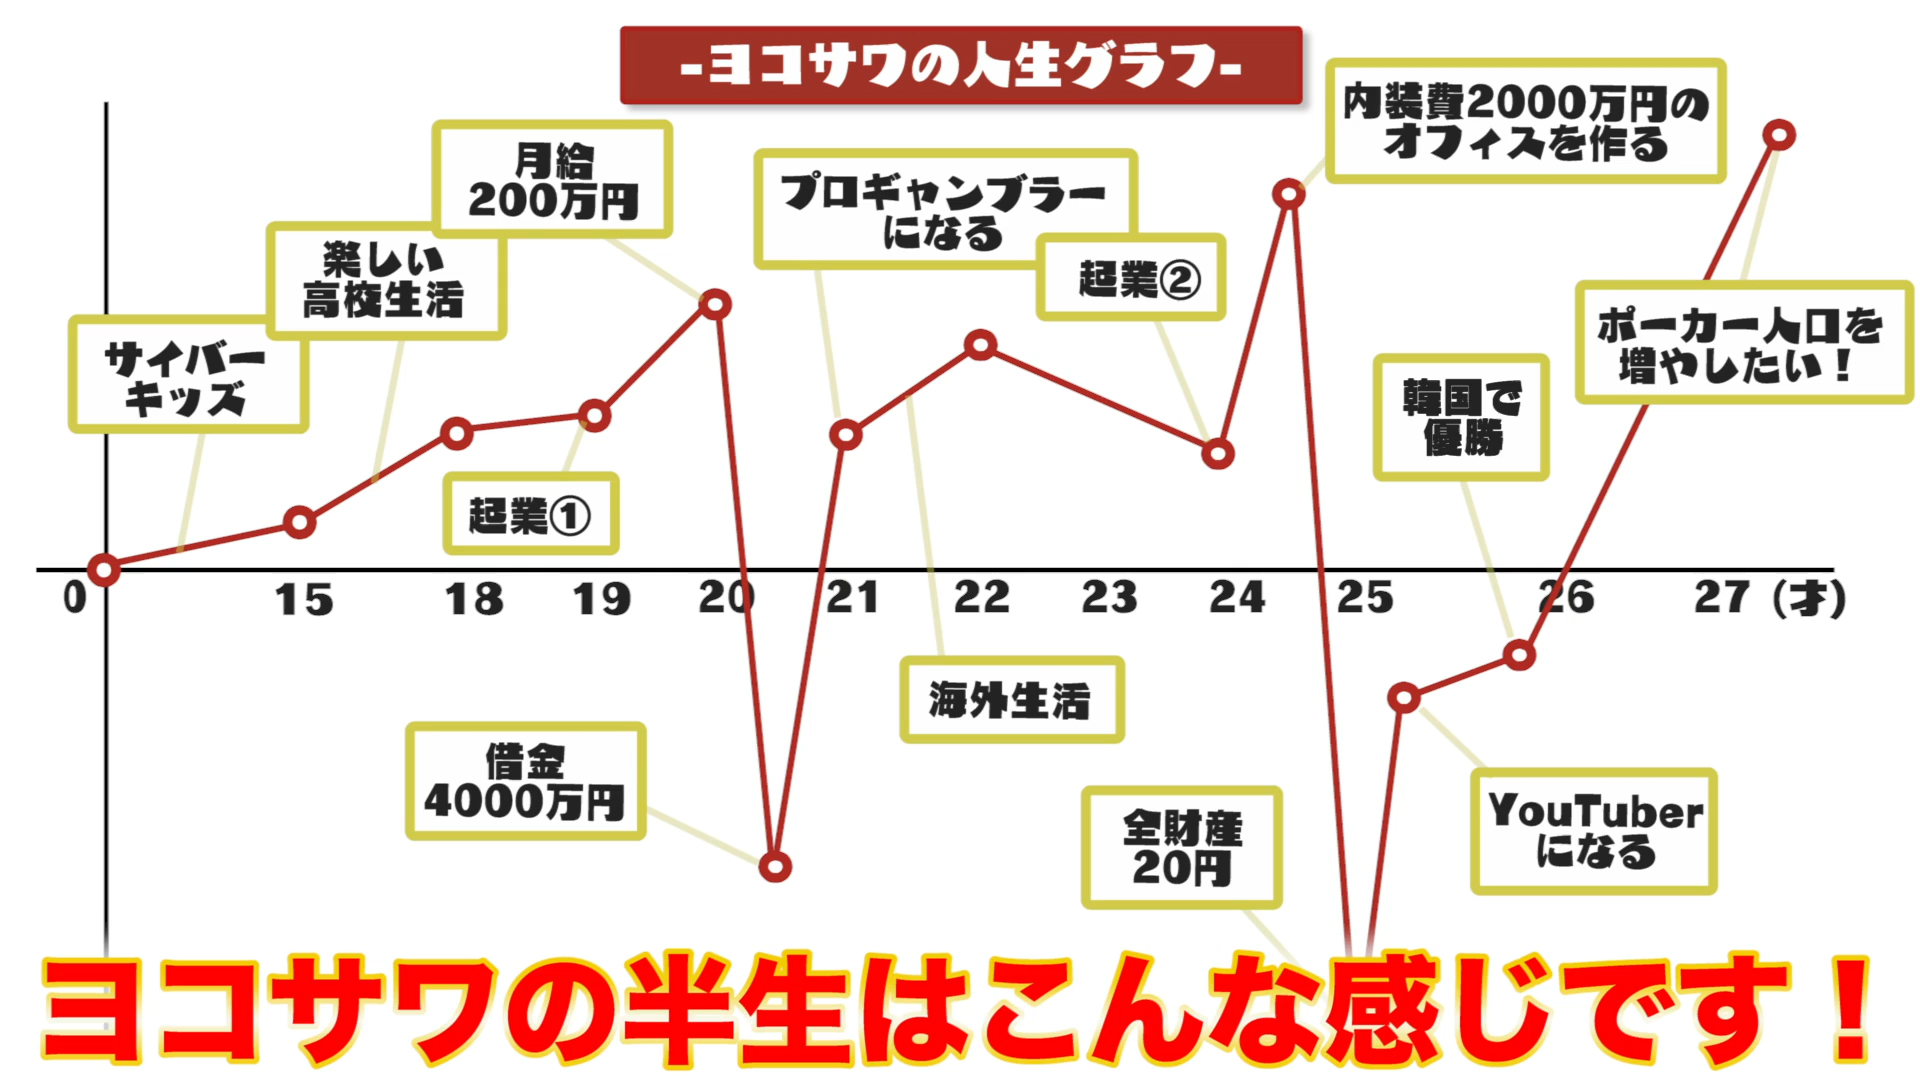 -ヨコサワの人生グラフ-
内装費2000万円の
オフィスを作る
月給
200万円
プロギャンブラー
になる
楽しい
高校生活
起業②
サイバー
キッズ
ポーカー人口を
増やしたい！
韓国で
優勝
起業①
0 15 18 19 20 21 22 23 24 25 26 27 (才)
海外生活
借金
4000万円
全財産
20円
YouTuber
になる
ヨコサワの半生はこんな感じです！